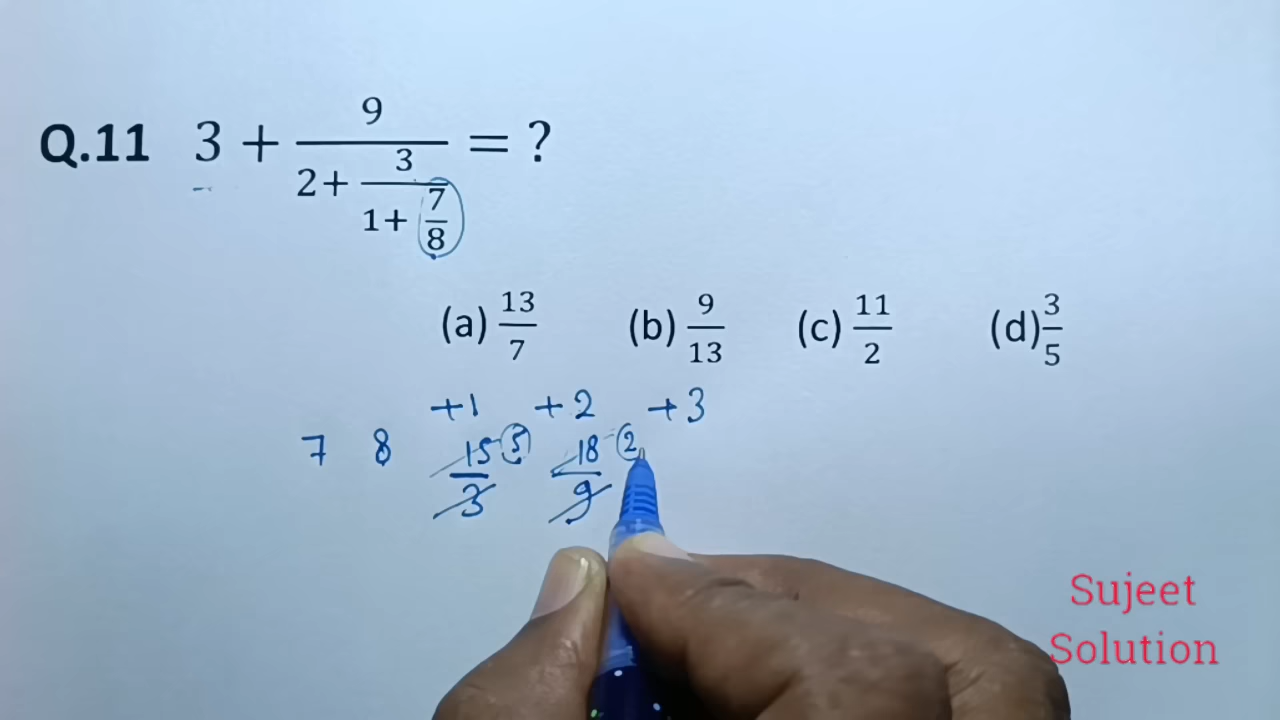 Q.11 3 + 9/(2+ 3/(1+ 7/8)) = ?
(a) 13/7 (b) 9/13 (c) 11/2 (d) 3/5
+1 +2 +3
7 8 15/3 5 18/9 2
Sujeet
Solution